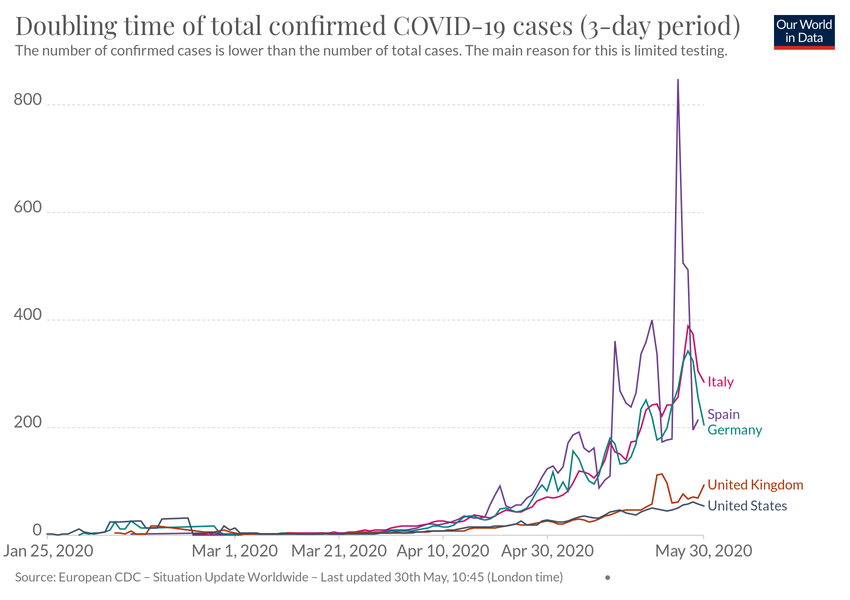 Doubling time of total confirmed COVID-19 cases (3-day period)
The number of confirmed cases is lower than the number of total cases. The main reason for this is limited testing.
Our World
in Data
800
600
400
200
0
Italy
Spain
Germany
United Kingdom
United States
Jan 25, 2020
Mar 1, 2020
Mar 21, 2020
Apr 10, 2020
Apr 30, 2020
May 30, 2020
Source: European CDC – Situation Update Worldwide – Last updated 30th May, 10:45 (London time)